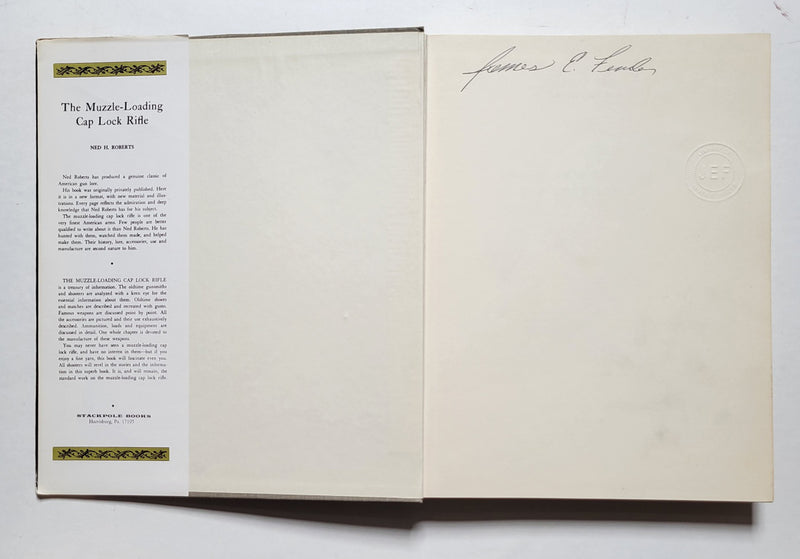 The Muzzle-Loading
Cap Lock Rifle
NED H. ROBERTS
Ned Roberts has produced a genuine classic of
American gun lore.
His book was originally privately published. Here
it is in a new format, with new material and illus-
trations. Every page reflects the admiration and deep
knowledge that Ned Roberts has for his subject.
The muzzle-loading cap lock rifle is one of the
very finest American arms. Few people are better
qualified to write about it than Ned Roberts. He has
hunted with them, watched them made, and helped
make them. Their history, lore, accessories, use and
manufacture are second nature to him.
THE MUZZLE-LOADING CAP LOCK RIFLE
is a treasury of information. The oldtime gunsmiths
and shooters are analyzed with a keen eye for the
essential information about them. Oldtime shoots
and matches are described and recreated with gusto.
Famous weapons are discussed point by point. All
the accessories are pictured and their use exhaustively
described. Ammunition, loads and equipment are
discussed in detail. One whole chapter is devoted to
the manufacture of these weapons.
You may never have seen a muzzle-loading cap
lock rifle, and have no interest in them—but if you
enjoy a fine yarn, this book will fascinate even you.
All shooters will revel in the stories and the informa-
tion in this superb book. It is, and will remain, the
standard work on the muzzle-loading cap lock rifle.
STACKPOLE BOOKS
Harrisburg, Pa. 17105
James E.
JEF